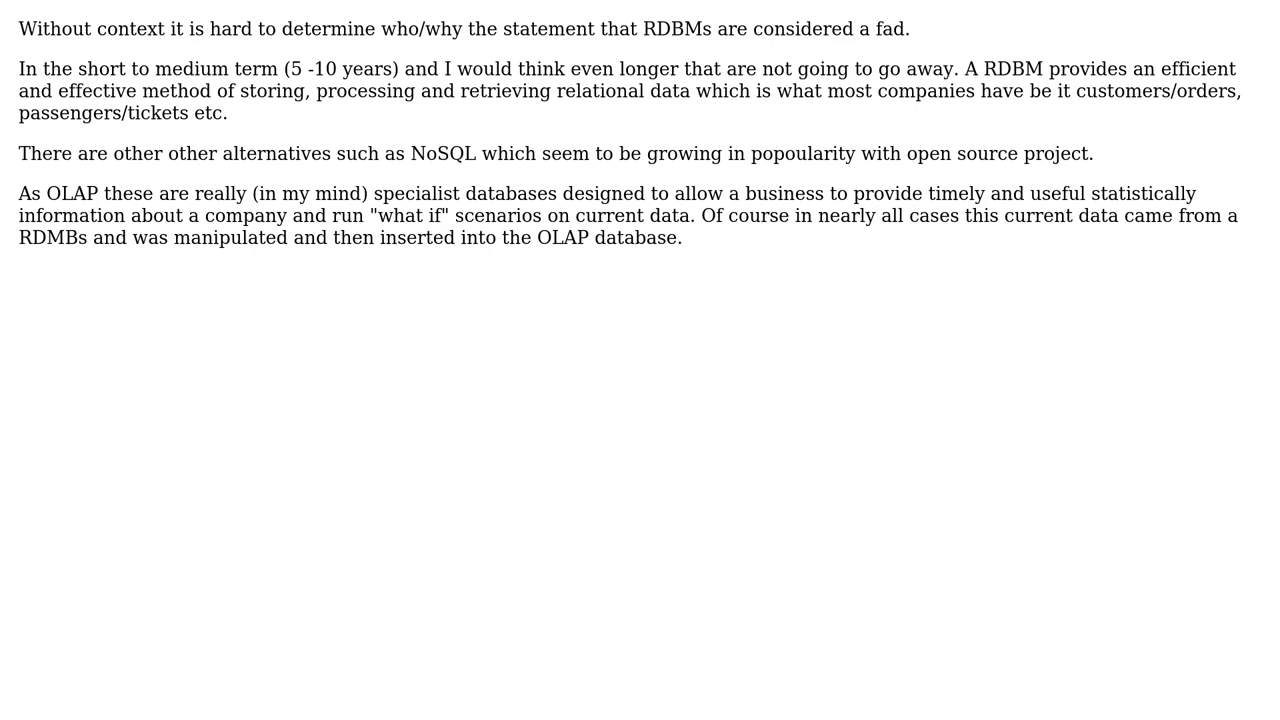 Without context it is hard to determine who/why the statement that RDBMs are considered a fad.
In the short to medium term (5 -10 years) and I would think even longer that are not going to go away. A RDBM provides an efficient
and effective method of storing, processing and retrieving relational data which is what most companies have be it customers/orders,
passengers/tickets etc.
There are other other alternatives such as NoSQL which seem to be growing in popoularity with open source project.
As OLAP these are really (in my mind) specialist databases designed to allow a business to provide timely and useful statistically
information about a company and run "what if" scenarios on current data. Of course in nearly all cases this current data came from a
RDMBs and was manipulated and then inserted into the OLAP database.